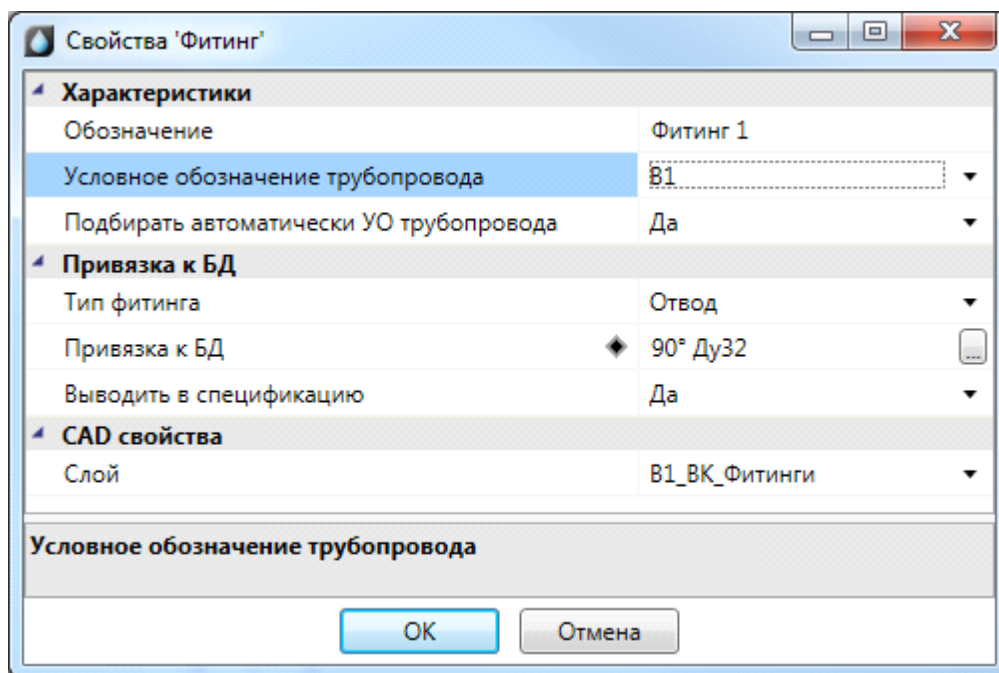 Свойства 'Фитинг'
Характеристики
Обозначение Фитинг 1
Условное обозначение трубопровода В1
Подбирать автоматически УО трубопровода Да
Привязка к БД
Тип фитинга Отвод
Привязка к БД 90° Ду32 ...
Выводить в спецификацию Да
CAD свойства
Слой В1_ВК_Фитинги
Условное обозначение трубопровода
ОК Отмена